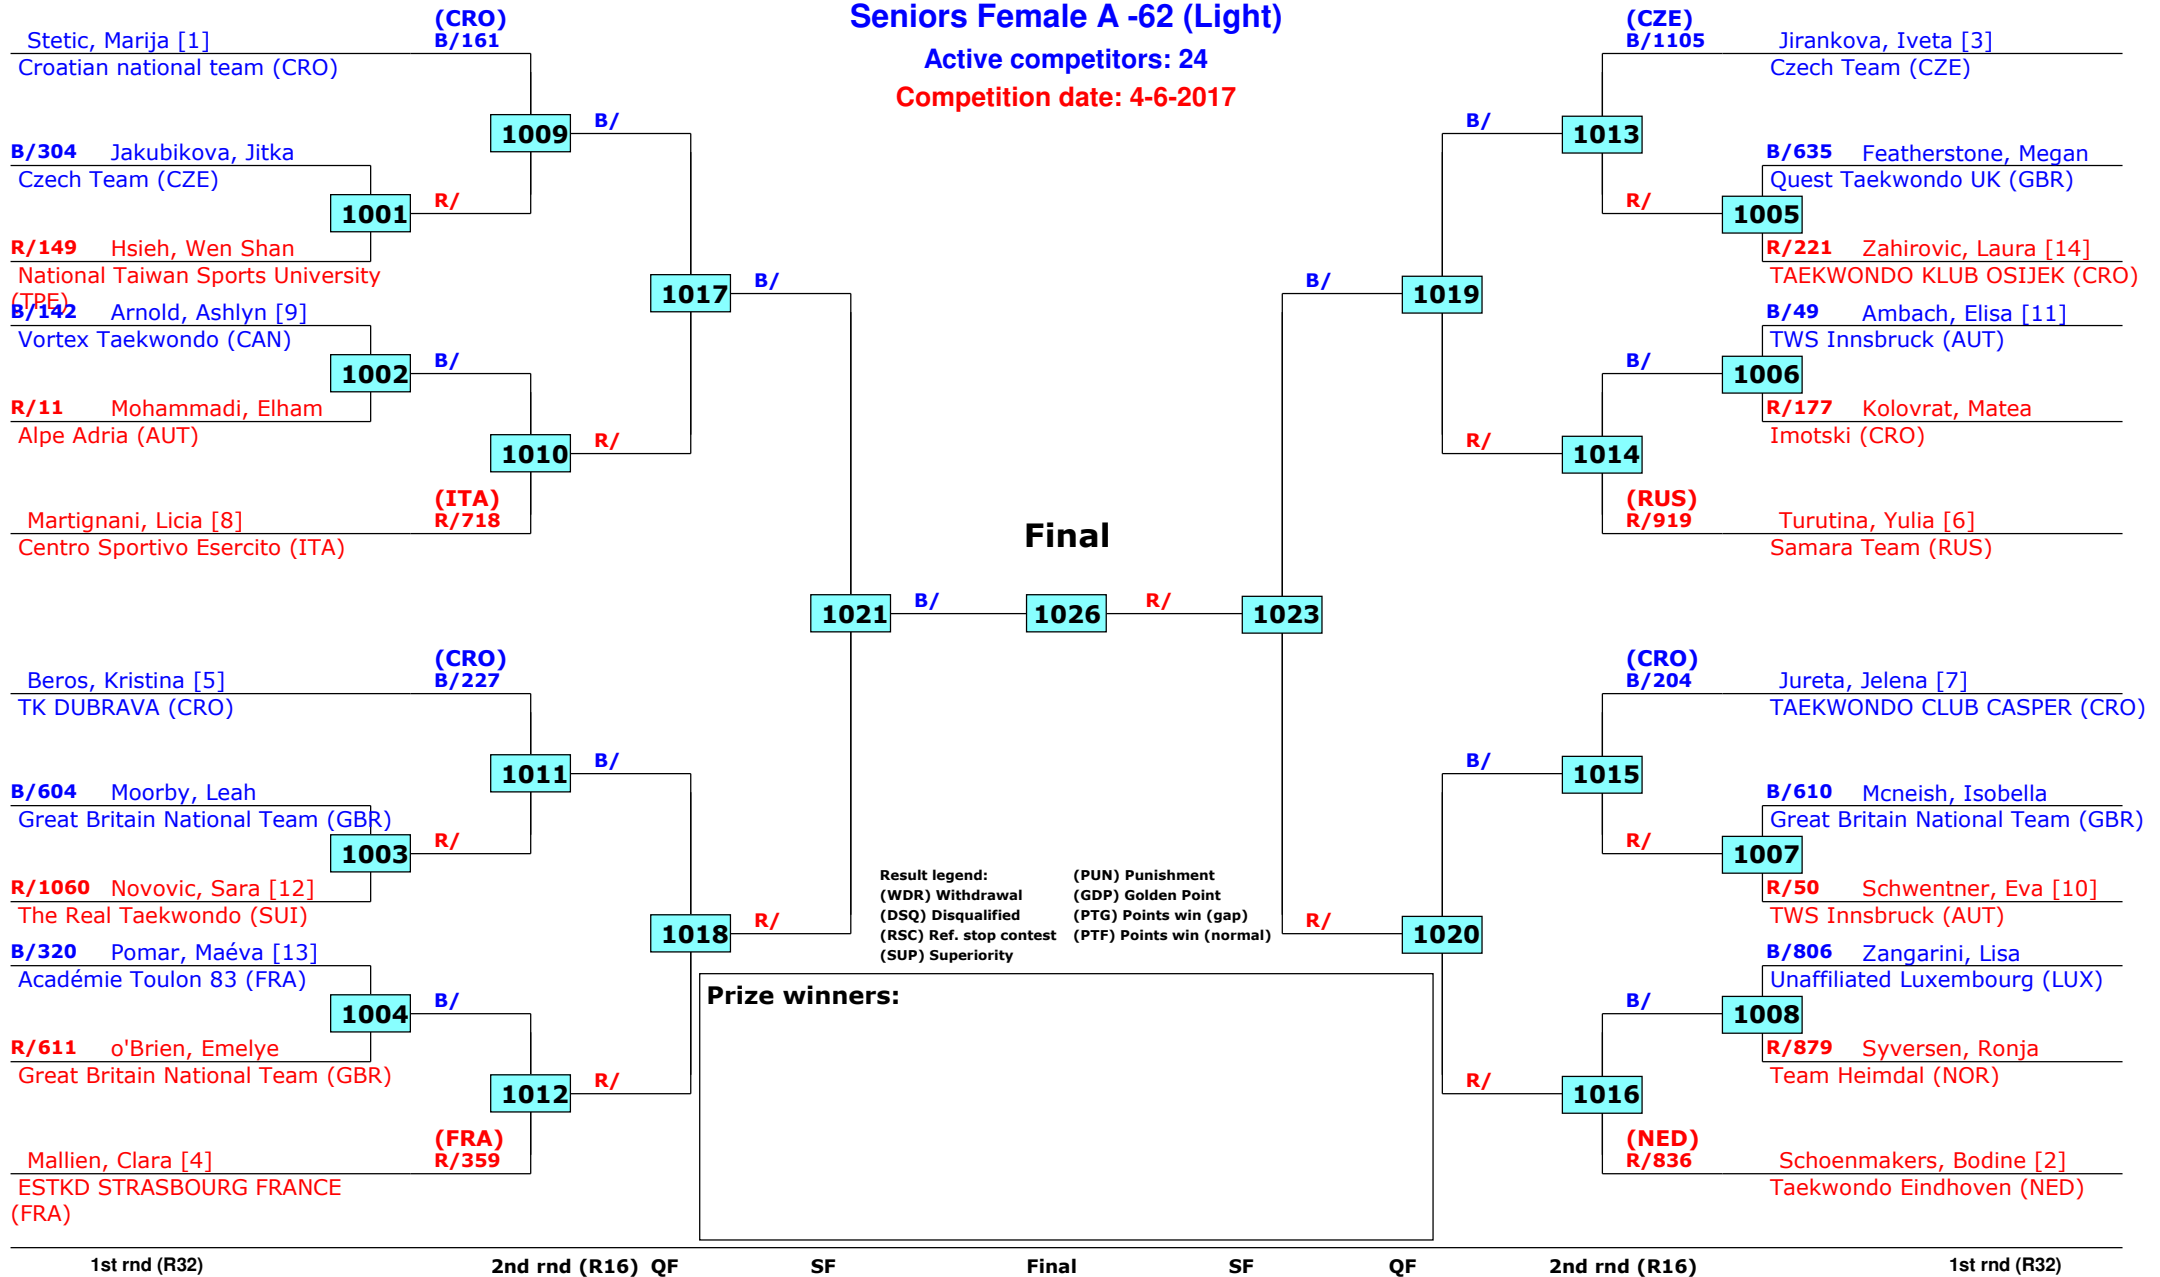 Seniors Female A -62 (Light)
Active competitors: 24
Competition date: 4-6-2017
(CRO)
Stetic, Marija [1] B/161
Croatian national team (CRO)
1009 B/
B/304 Jakubikova, Jitka
Czech Team (CZE)
1001 R/
R/149 Hsieh, Wen Shan
National Taiwan Sports University
(TPE)
1017 B/
B/142 Arnold, Ashlyn [9]
Vortex Taekwondo (CAN)
1002 B/
R/11 Mohammadi, Elham
Alpe Adria (AUT)
1010 R/
(ITA)
Martignani, Licia [8] R/718
Centro Sportivo Esercito (ITA)
1021 B/
(CRO)
Beros, Kristina [5] B/227
TK DUBRAVA (CRO)
1011 B/
B/604 Moorby, Leah
Great Britain National Team (GBR)
1003 R/
R/1060 Novovic, Sara [12]
The Real Taekwondo (SUI)
1018 R/
B/320 Pomar, Maéva [13]
Académie Toulon 83 (FRA)
1004 B/
R/611 o'Brien, Emelye
Great Britain National Team (GBR)
1012 R/
(FRA)
Mallien, Clara [4] R/359
ESTKD STRASBOURG FRANCE
(FRA)
Final
1026
(CZE)
B/1105 Jirankova, Iveta [3]
Czech Team (CZE)
B/ 1013
B/635 Featherstone, Megan
Quest Taekwondo UK (GBR)
R/ 1005
R/221 Zahirovic, Laura [14]
TAEKWONDO KLUB OSIJEK (CRO)
B/ 1019
B/49 Ambach, Elisa [11]
TWS Innsbruck (AUT)
B/ 1006
R/177 Kolovrat, Matea
Imotski (CRO)
R/ 1014
(RUS)
R/919 Turutina, Yulia [6]
Samara Team (RUS)
R/ 1023
(CRO)
B/204 Jureta, Jelena [7]
TAEKWONDO CLUB CASPER (CRO)
B/ 1015
B/610 Mcneish, Isobella
Great Britain National Team (GBR)
R/ 1007
R/50 Schwentner, Eva [10]
TWS Innsbruck (AUT)
R/ 1020
B/806 Zangarini, Lisa
Unaffiliated Luxembourg (LUX)
B/ 1008
R/879 Syversen, Ronja
Team Heimdal (NOR)
R/ 1016
(NED)
R/836 Schoenmakers, Bodine [2]
Taekwondo Eindhoven (NED)
Result legend: (PUN) Punishment
(WDR) Withdrawal (GDP) Golden Point
(DSQ) Disqualified (PTG) Points win (gap)
(RSC) Ref. stop contest (PTF) Points win (normal)
(SUP) Superiority
Prize winners:
1st rnd (R32) 2nd rnd (R16) QF SF Final SF QF 2nd rnd (R16) 1st rnd (R32)